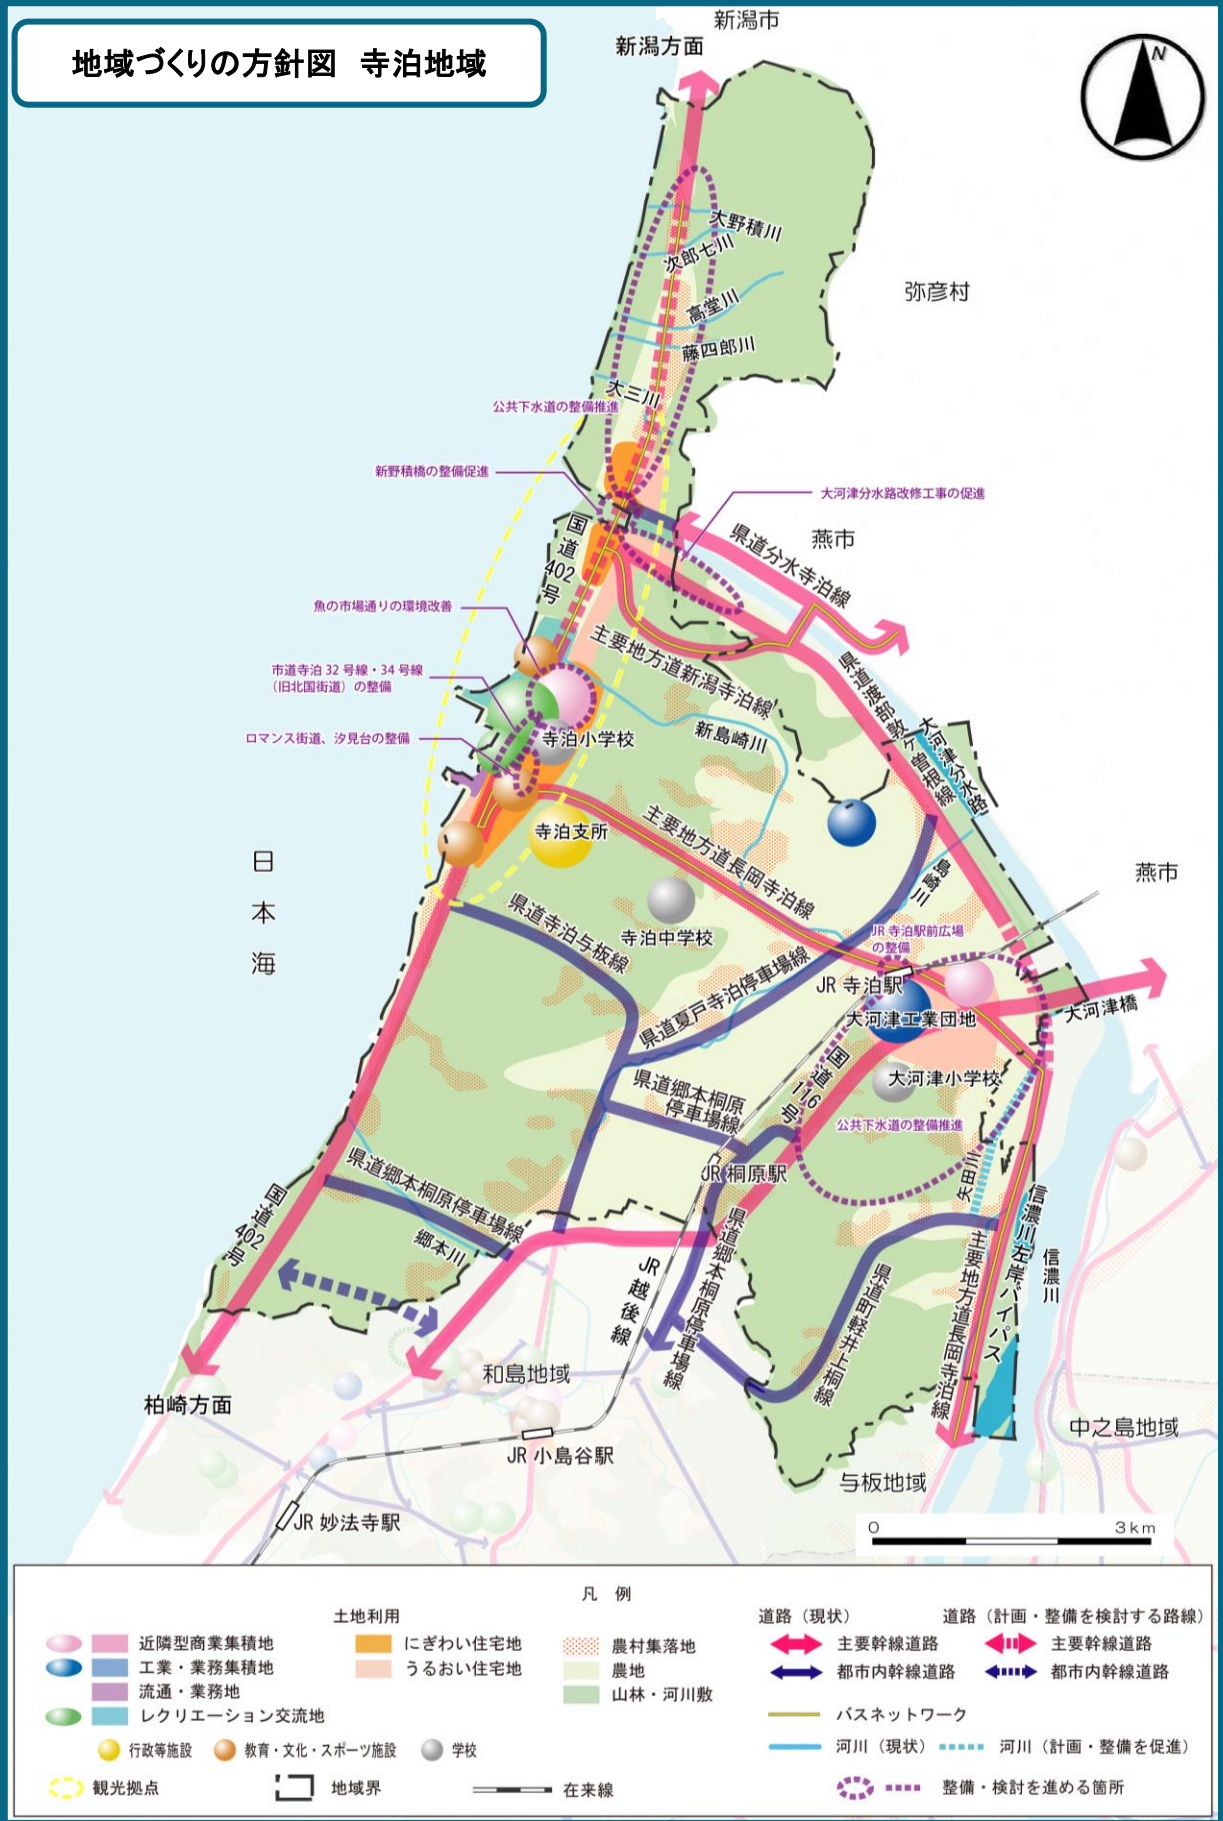 地域づくりの方針図 寺泊地域
新潟市
新潟方面
N
大野積川
次郎七川
弥彦村
高堂川
藤四郎川
大三川
公共下水道の整備推進
新野積橋の整備促進
大河津分水路改修工事の促進
国道402号
燕市
県道分水寺泊線
魚の市場通りの環境改善
主要地方道新潟寺泊線
市道寺泊32号線・34号線
(旧北国街道)の整備
県道渡部敦ケ曽根線
大河津分水路
新島崎川
ロマンス街道、汐見台の整備
寺泊小学校
寺泊支所
主要地方道長岡寺泊線
日本海
島崎川
燕市
県道寺泊与板線
寺泊中学校
JR寺泊駅前広場
の整備
県道夏戸寺泊停車場線
JR 寺泊駅
大河津橋
大河津工業団地
国道116号
大河津小学校
県道郷本桐原
停車場線
公共下水道の整備推進
JR 桐原駅
矢田川
県道郷本桐原停車場線
国道402号
郷本川
信濃川左岸バイパス
信濃川
県道郷本桐原停車場線
主要地方道長岡寺泊線
JR越後線
県道町軽井上桐線
和島地域
柏崎方面
中之島地域
JR 小島谷駅
与板地域
JR 妙法寺駅
0 3km
凡 例
土地利用
道路(現状)
道路(計画・整備を検討する路線)
近隣型商業集積地
にぎわい住宅地
農村集落地
主要幹線道路
主要幹線道路
工業・業務集積地
うるおい住宅地
農地
都市内幹線道路
都市内幹線道路
流通・業務地
山林・河川敷
レクリエーション交流地
バスネットワーク
行政等施設
教育・文化・スポーツ施設
学校
河川(現状)
河川(計画・整備を促進)
観光拠点
地域界
在来線
整備・検討を進める箇所